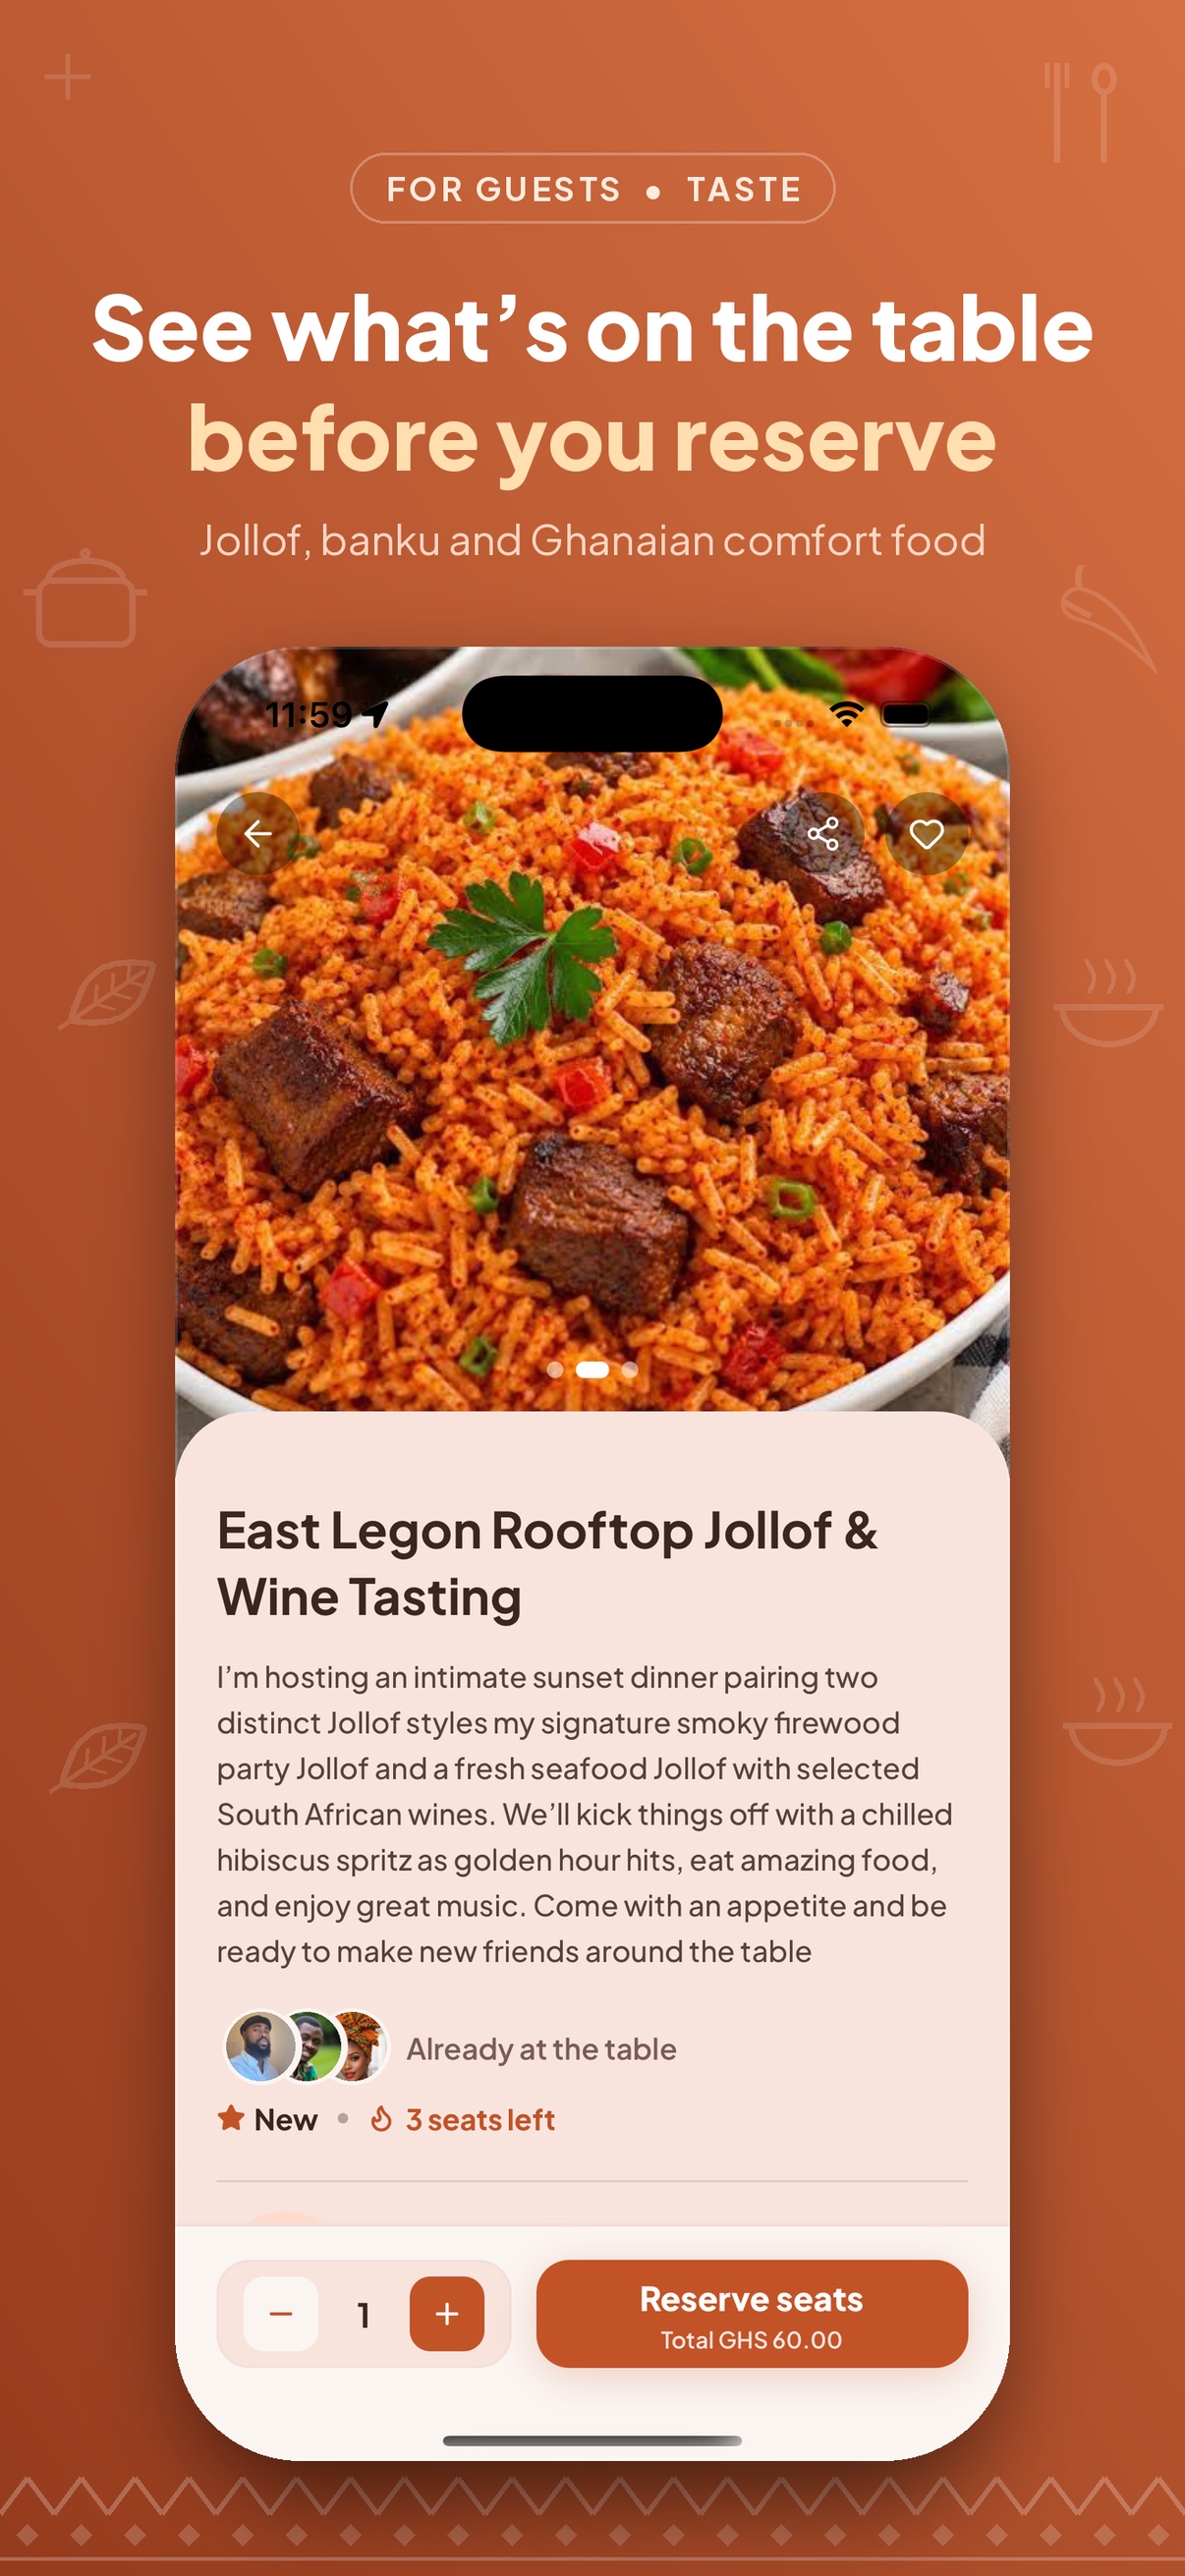 FOR GUESTS • TASTE
See what’s on the table
before you reserve
Jollof, banku and Ghanaian comfort food
11:59
East Legon Rooftop Jollof &
Wine Tasting
I’m hosting an intimate sunset dinner pairing two
distinct Jollof styles my signature smoky firewood
party Jollof and a fresh seafood Jollof with selected
South African wines. We’ll kick things off with a chilled
hibiscus spritz as golden hour hits, eat amazing food,
and enjoy great music. Come with an appetite and be
ready to make new friends around the table
Already at the table
New • 3 seats left
1
Reserve seats
Total GHS 60.00